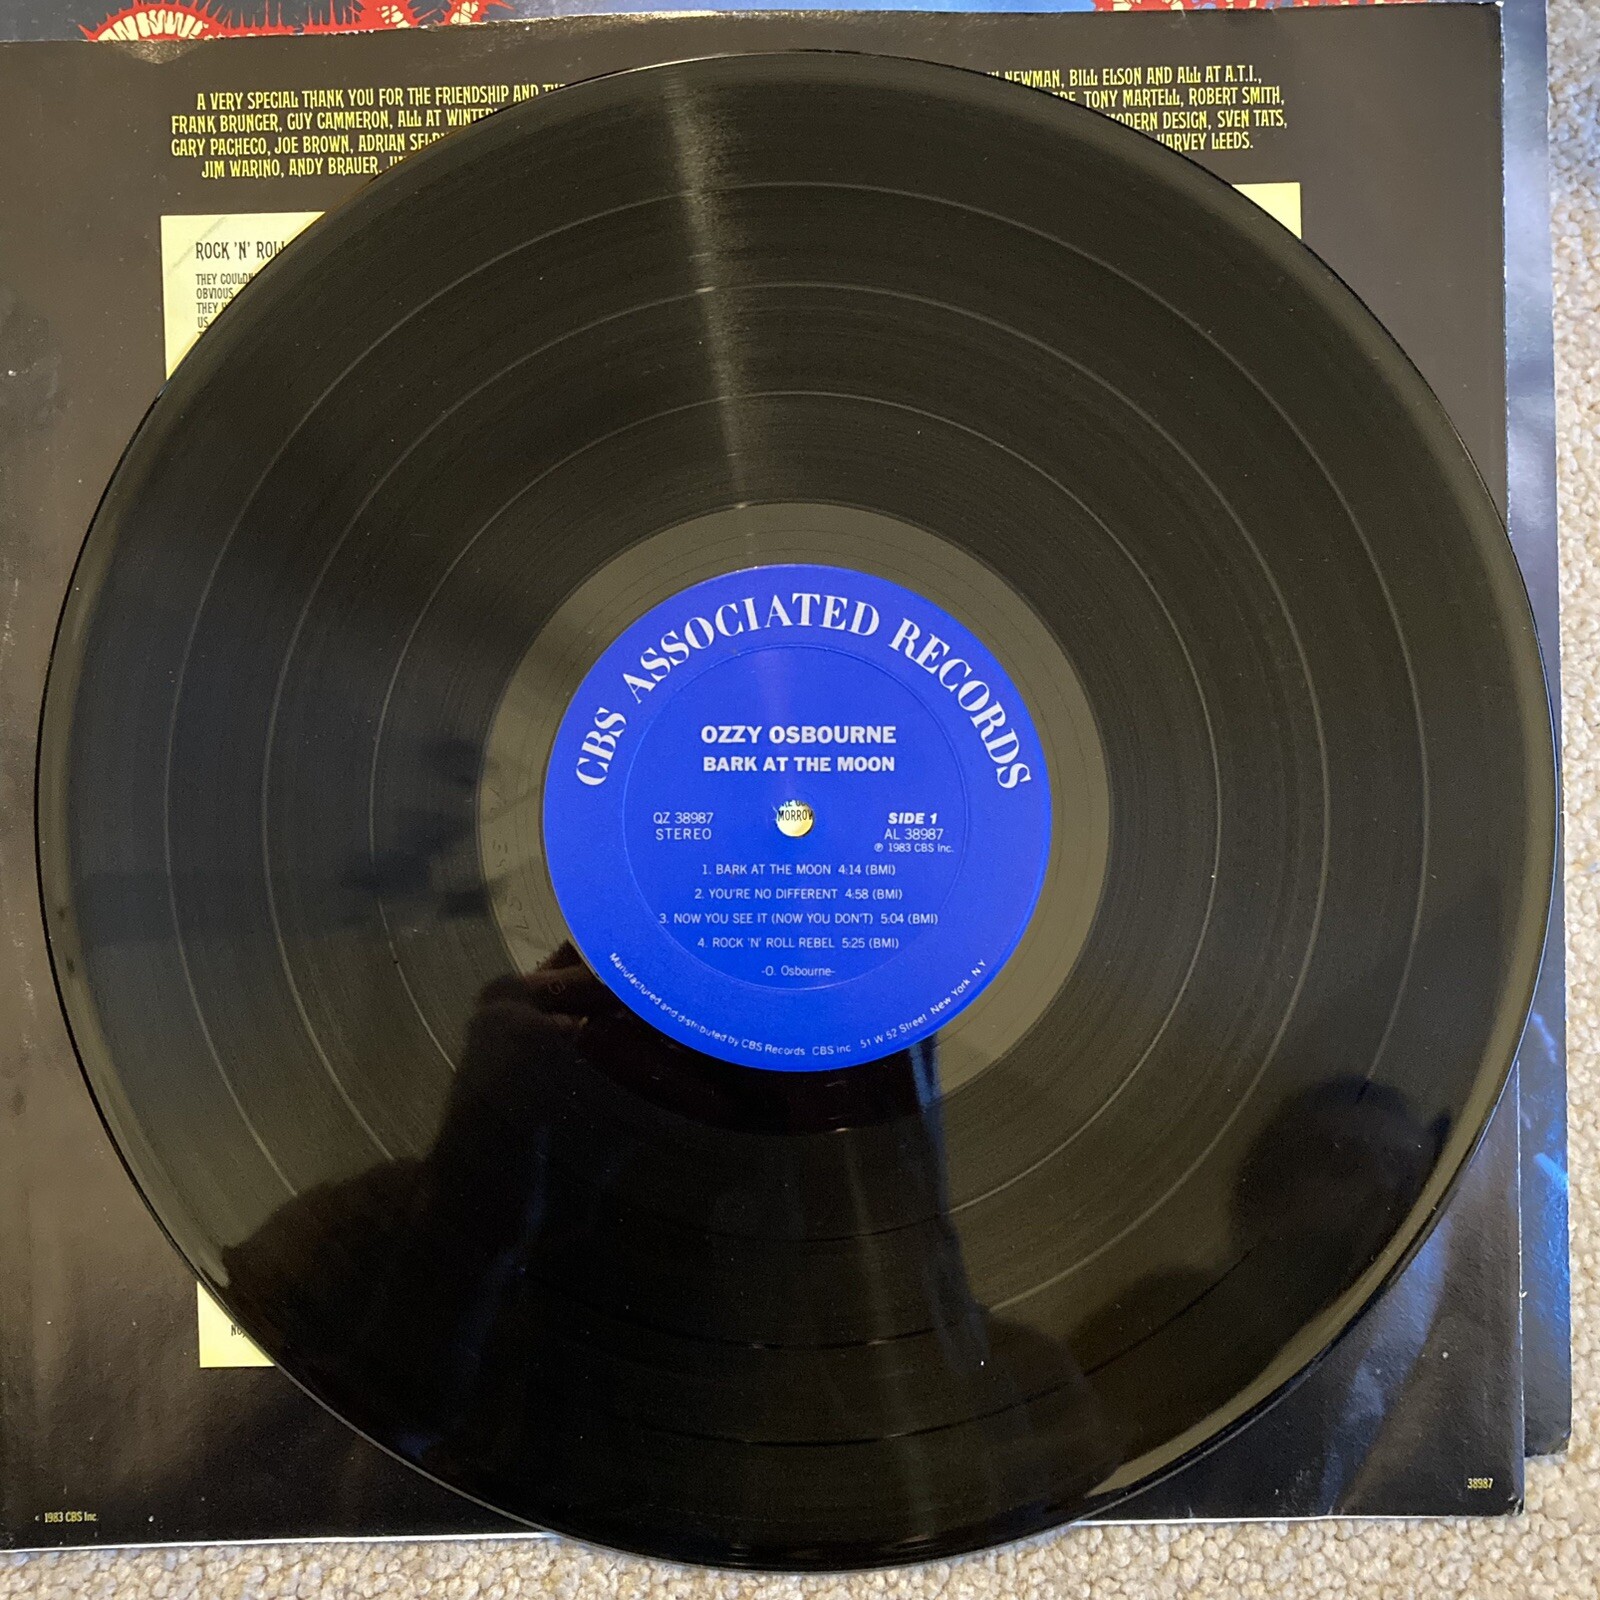 A VERY SPECIAL THANK YOU FOR THE FRIENDSHIP AND
NEWMAN, BILL ELSON AND ALL AT A.T.I.,
FRANK BRUNGER, GUY CAMMERON, ALL AT
TONY MARTELL, ROBERT SMITH,
GARY PACHECO, JOE BROWN, ADRIAN
MODERN DESIGN, SVEN TATS,
JIM WARINO, ANDY BRAUER,
HARVEY LEEDS.
ROCK 'N' ROLL
THEY
OBVIOUS
THEY
US
CBS ASSOCIATED RECORDS
OZZY OSBOURNE
BARK AT THE MOON
QZ 38987
STEREO
SIDE 1
AL 38987
℗ 1983 CBS Inc.
1. BARK AT THE MOON 4:14 (BMI)
2. YOU'RE NO DIFFERENT 4:58 (BMI)
3. NOW YOU SEE IT (NOW YOU DON'T) 5:04 (BMI)
4. ROCK 'N' ROLL REBEL 5:25 (BMI)
-O. Osbourne-
Manufactured and distributed by CBS Records CBS Inc 51 W 52 Street New York N Y
38987
1983 CBS Inc.